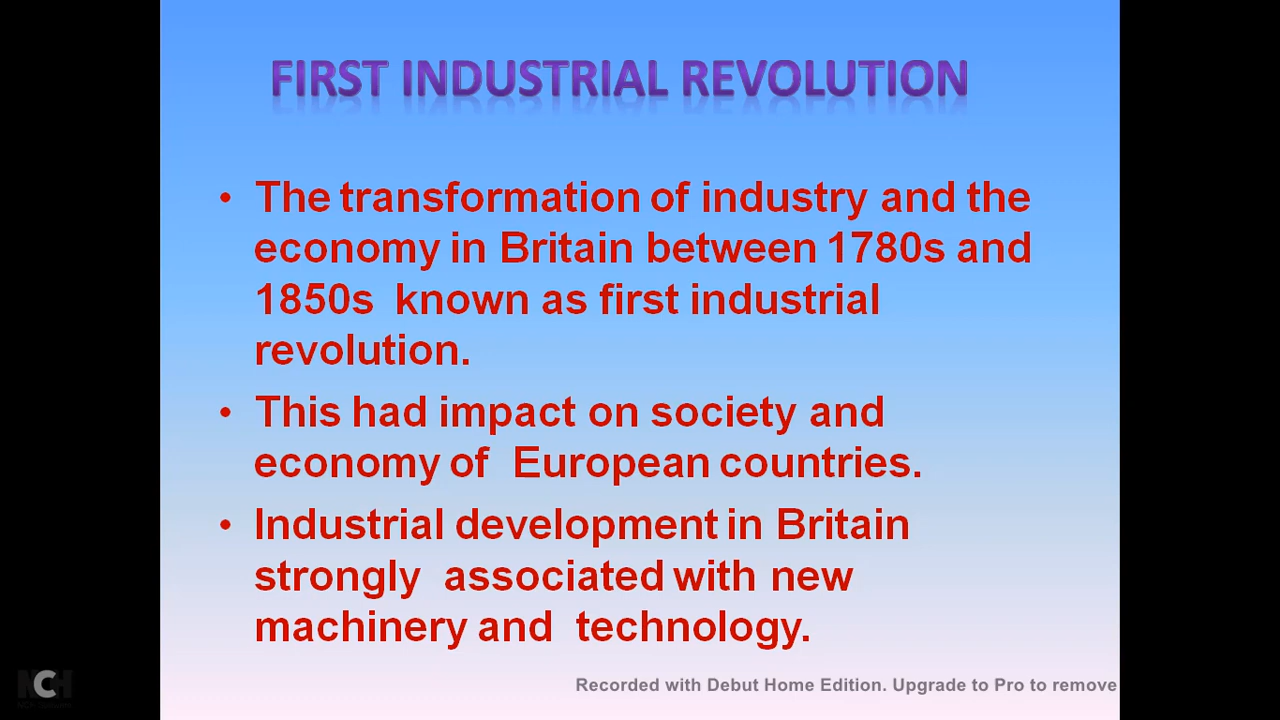 FIRST INDUSTRIAL REVOLUTION
• The transformation of industry and the
economy in Britain between 1780s and
1850s known as first industrial
revolution.
• This had impact on society and
economy of European countries.
• Industrial development in Britain
strongly associated with new
machinery and technology.
NCH
Recorded with Debut Home Edition. Upgrade to Pro to remove